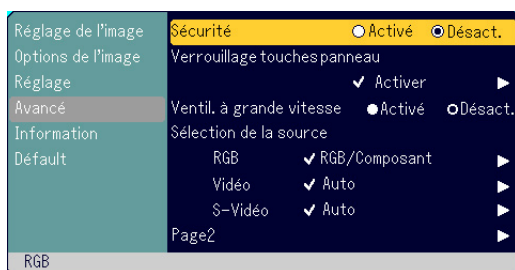 Réglage de l'image
Options de l'image
Réglage
Avancé
Information
Défault
Sécurité Activé Désact.
Verrouillage touches panneau
Activer
Ventil. à grande vitesse Activé Désact.
Sélection de la source
RGB RGB/Composant
Vidéo Auto
S-Vidéo Auto
Page2
RGB